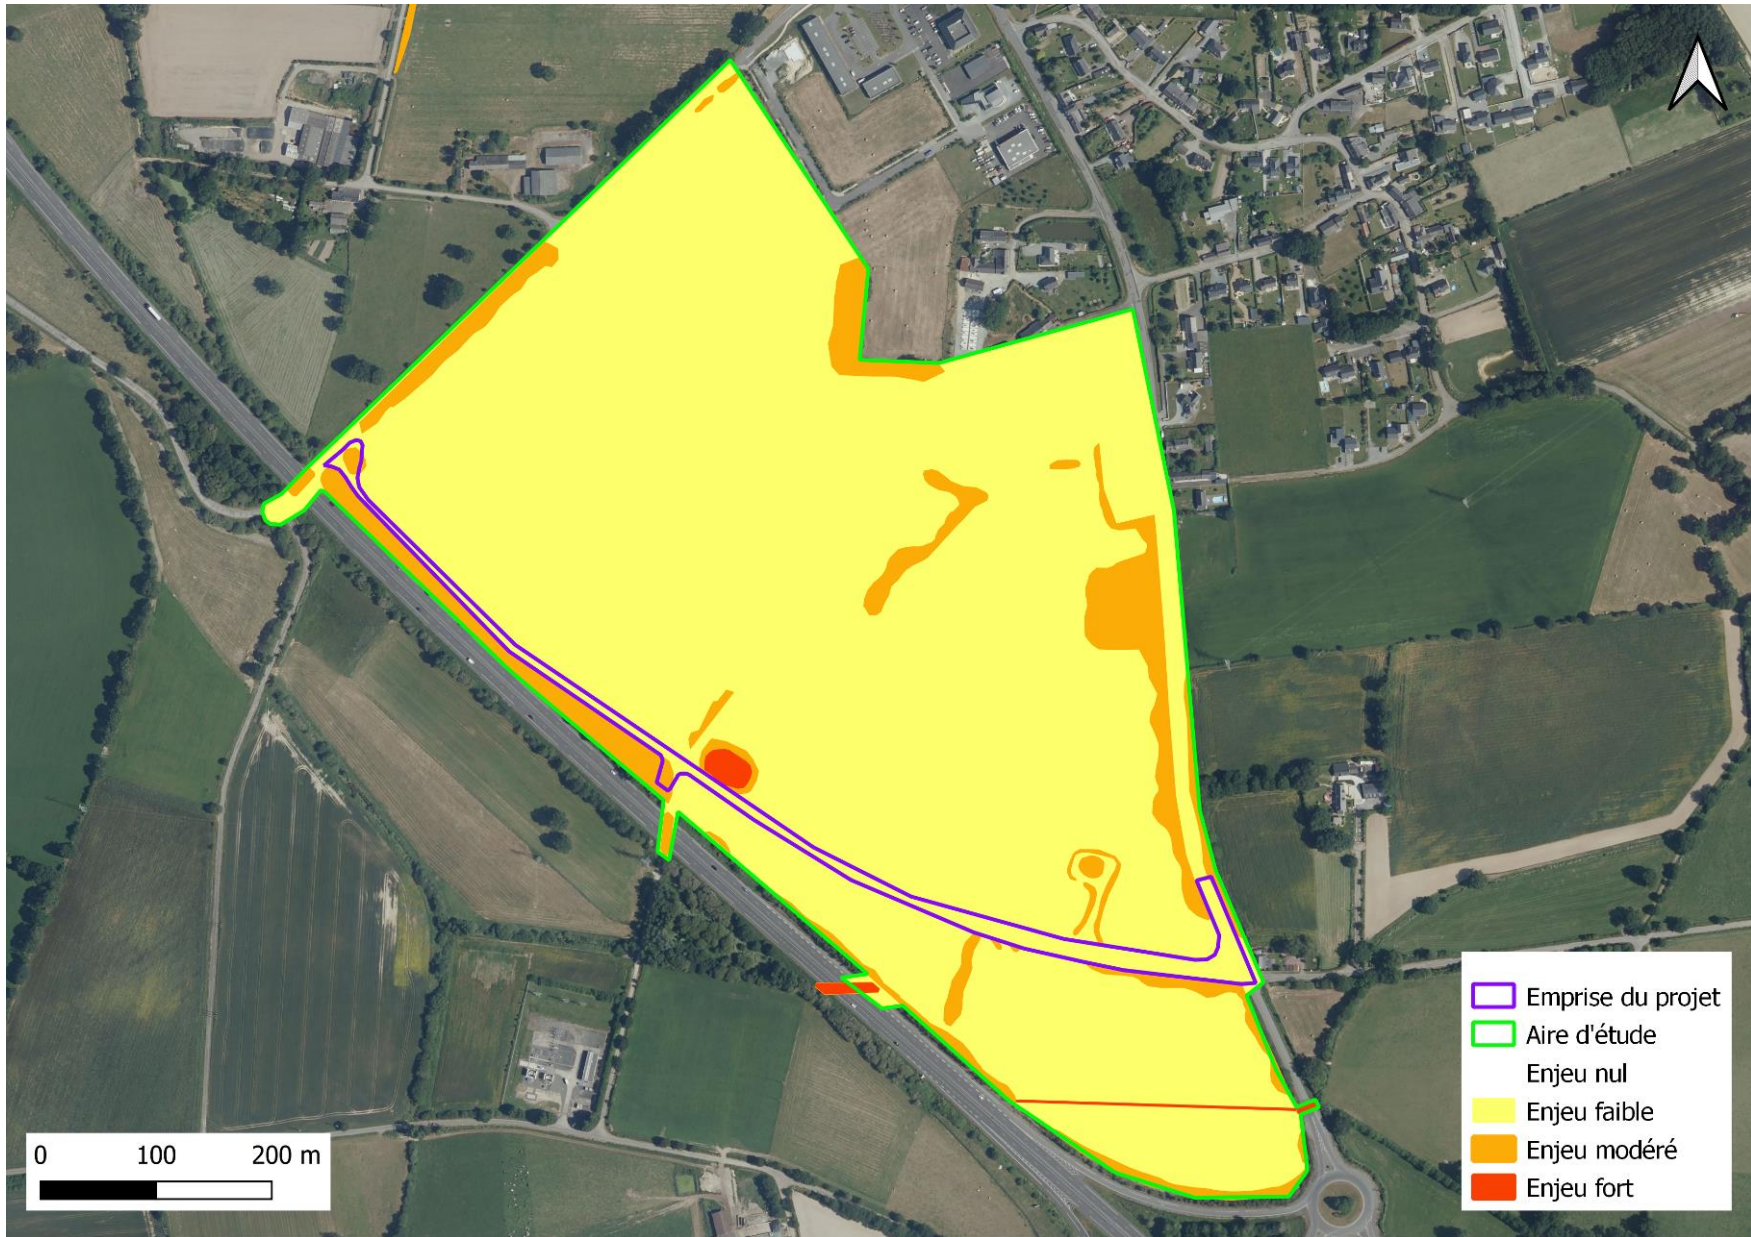 Emprise du projet
Aire d'étude
Enjeu nul
Enjeu faible
Enjeu modéré
Enjeu fort
0 100 200 m